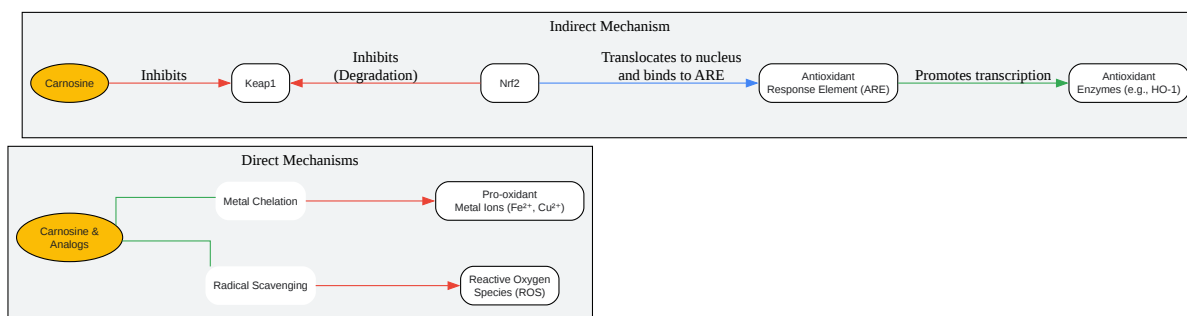 Indirect Mechanism
Carnosine
Inhibits
Keap1
Inhibits
(Degradation)
Nrf2
Translocates to nucleus
and binds to ARE
Antioxidant
Response Element (ARE)
Promotes transcription
Antioxidant
Enzymes (e.g., HO-1)
Direct Mechanisms
Carnosine &
Analogs
Metal Chelation
Pro-oxidant
Metal Ions (Fe²⁺, Cu²⁺)
Radical Scavenging
Reactive Oxygen
Species (ROS)